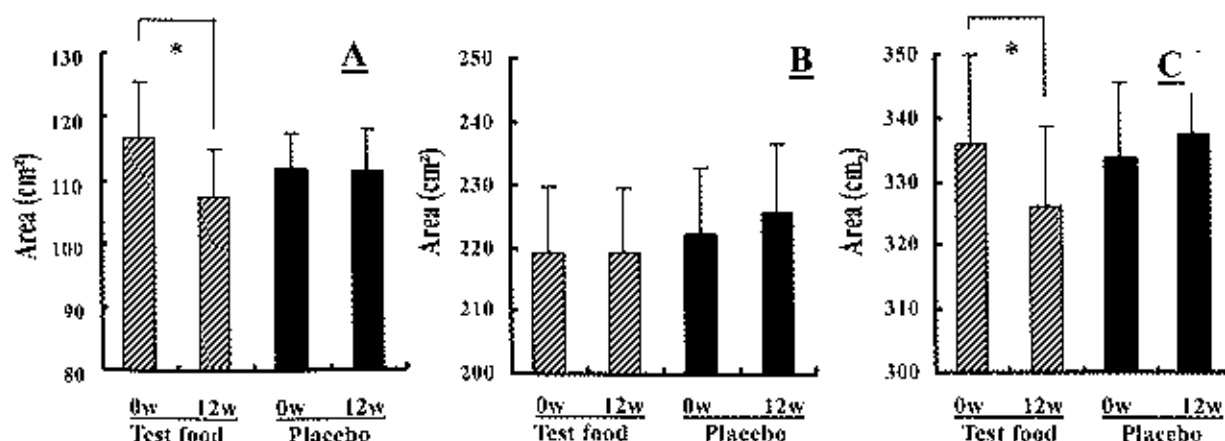 *
A
Area (cm²)
130
120
110
100
90
80
0w 12w 0w 12w
Test food Placebo
B
Area (cm²)
250
240
230
220
210
200
0w 12w 0w 12w
Test food Placebo
*
C
Area (cm₂)
350
340
330
320
310
300
0w 12w 0w 12w
Test food Placebo